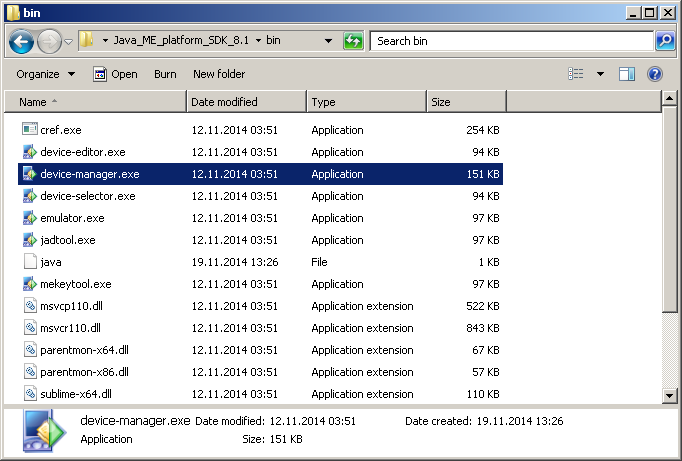 bin
Java_ME_platform_SDK_8.1 bin Search bin
Organize Open Burn New folder
Name Date modified Type Size
cref.exe 12.11.2014 03:51 Application 254 KB
device-editor.exe 12.11.2014 03:51 Application 94 KB
device-manager.exe 12.11.2014 03:51 Application 151 KB
device-selector.exe 12.11.2014 03:51 Application 94 KB
emulator.exe 12.11.2014 03:51 Application 97 KB
jadtool.exe 12.11.2014 03:51 Application 97 KB
java 19.11.2014 13:26 File 1 KB
mekeytool.exe 12.11.2014 03:51 Application 97 KB
msvcp110.dll 12.11.2014 03:51 Application extension 522 KB
msvcr110.dll 12.11.2014 03:51 Application extension 843 KB
parentmon-x64.dll 12.11.2014 03:51 Application extension 67 KB
parentmon-x86.dll 12.11.2014 03:51 Application extension 57 KB
sublime-x64.dll 12.11.2014 03:51 Application extension 110 KB
device-manager.exe Date modified: 12.11.2014 03:51 Date created: 19.11.2014 13:26
Application Size: 151 KB